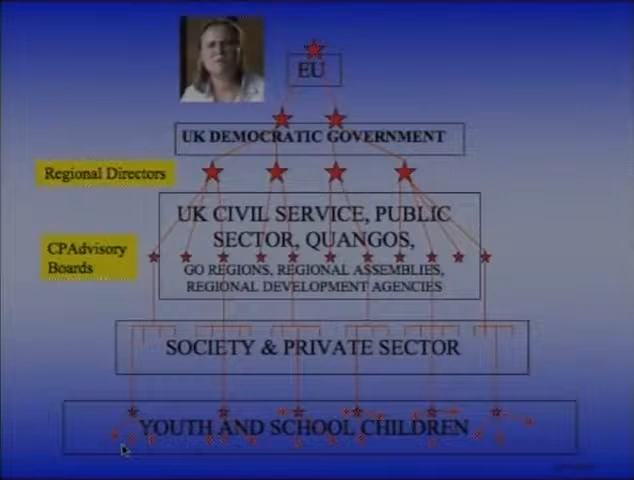 EU
UK DEMOCRATIC GOVERNMENT
Regional Directors
UK CIVIL SERVICE, PUBLIC
SECTOR, QUANGOS,
CPAdvisory
Boards
GO REGIONS, REGIONAL ASSEMBLIES,
REGIONAL DEVELOPMENT AGENCIES
SOCIETY & PRIVATE SECTOR
YOUTH AND SCHOOL CHILDREN